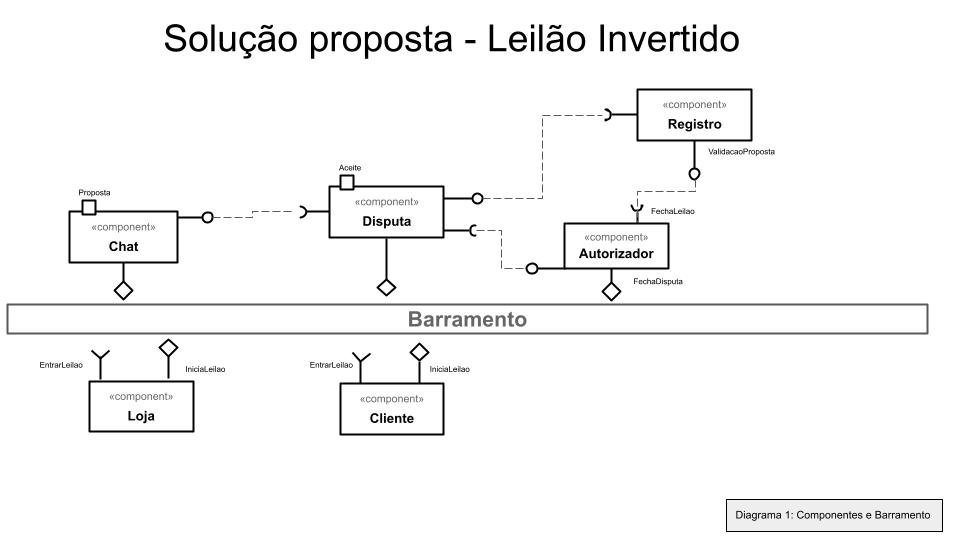 Solução proposta - Leilão Invertido
«component»
Registro
ValidacaoProposta
Aceite
«component»
Disputa
Proposta
«component»
Chat
FechaLeilao
«component»
Autorizador
FechaDisputa
Barramento
EntrarLeilao
IniciaLeilao
«component»
Loja
EntrarLeilao
IniciaLeilao
«component»
Cliente
Diagrama 1: Componentes e Barramento